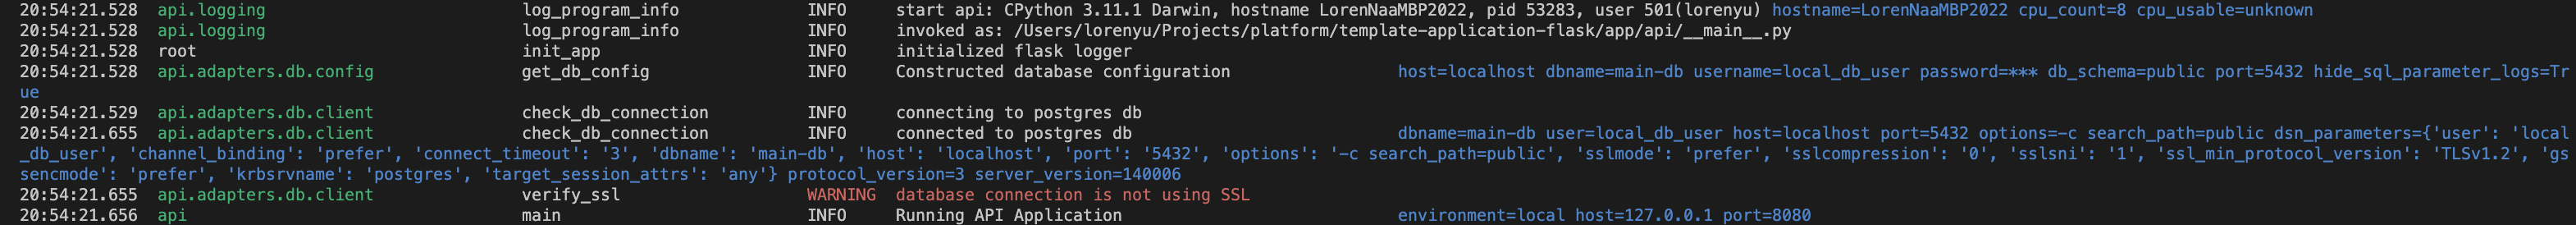 20:54:21.528 api.logging log_program_info INFO start api: CPython 3.11.1 Darwin, hostname LorenNaaMBP2022, pid 53283, user 501(lorenyu) hostname=LorenNaaMBP2022 cpu_count=8 cpu_usable=unknown
20:54:21.528 api.logging log_program_info INFO invoked as: /Users/lorenyu/Projects/platform/template-application-flask/app/api/__main__.py
20:54:21.528 root init_app INFO initialized flask logger
20:54:21.528 api.adapters.db.config get_db_config INFO Constructed database configuration host=localhost dbname=main-db username=local_db_user password=*** db_schema=public port=5432 hide_sql_parameter_logs=Tr
ue
20:54:21.529 api.adapters.db.client check_db_connection INFO connecting to postgres db
20:54:21.655 api.adapters.db.client check_db_connection INFO connected to postgres db dbname=main-db user=local_db_user host=localhost port=5432 options=-c search_path=public dsn_parameters={'user': 'local
_db_user', 'channel_binding': 'prefer', 'connect_timeout': '3', 'dbname': 'main-db', 'host': 'localhost', 'port': '5432', 'options': '-c search_path=public', 'sslmode': 'prefer', 'sslcompression': '0', 'sslsni': '1', 'ssl_min_protocol_version': 'TLSv1.2', 'gs
sencmode': 'prefer', 'krbsrvname': 'postgres', 'target_session_attrs': 'any'} protocol_version=3 server_version=140006
20:54:21.655 api.adapters.db.client verify_ssl WARNING database connection is not using SSL
20:54:21.656 api main INFO Running API Application environment=local host=127.0.0.1 port=8080